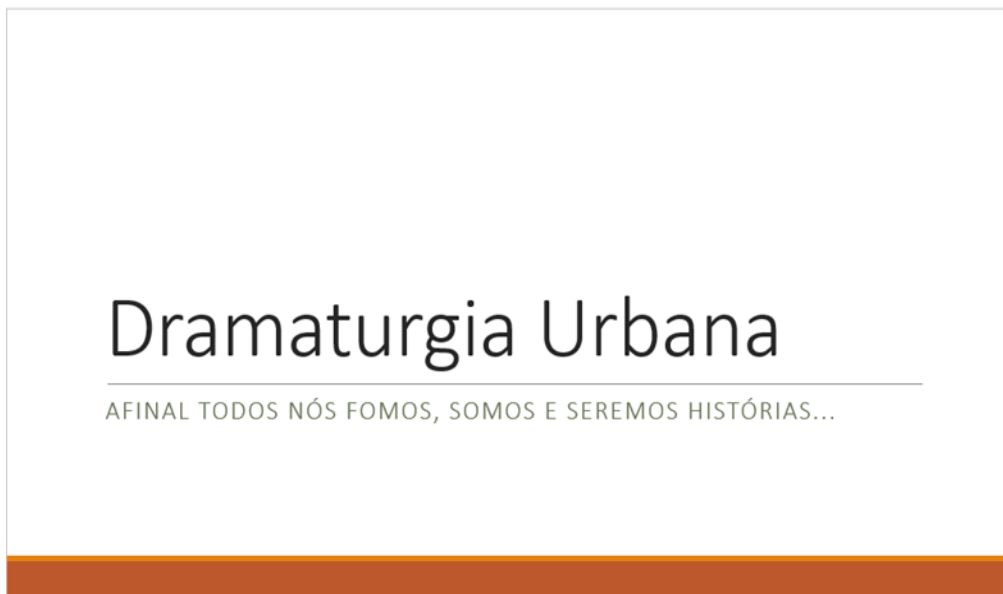 Dramaturgia Urbana
AFINAL TODOS NÓS FOMOS, SOMOS E SEREMOS HISTÓRIAS...